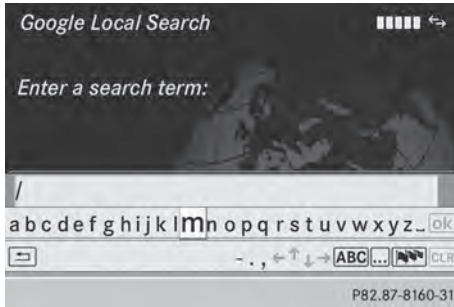 Google Local Search
Enter a search term:
/
a b c d e f g h i j k l m n o p q r s t u v w x y z _ ok
- . , ← ↑ ↓ → ABC ... CLR
P82.87-8160-31